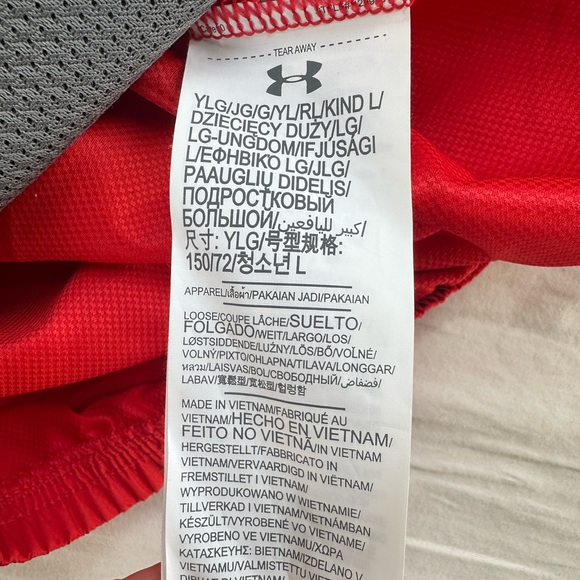 TEAR AWAY
YLG/JG/G/YL/RL/KIND L/
DZIECIĘCY DUŻY/LG/
LG-UNGDOM/IFJÚSÁGI
L/ΕΦΗΒΙΚΟ LG/JLG/
PAAUGLIŲ DIDELIS/
ПОДРОСТКОВЫЙ
БОЛЬШОЙ/كبير لليافعين/
尺寸: YLG/号型规格:
150/72/청소년 L
APPAREL/เสื้อผ้า/PAKAIAN JADI/PAKAIAN
LOOSE/COUPE LÂCHE/SUELTO/
FOLGADO/WEIT/LARGO/LOS/
LØSTSIDDENDE/LUŹNY/LÕS/BŐ/VOĽNÉ/
VOLNÝ/PIXTO/OHLAPNA/TILAVA/LONGGAR/
หลวม/LAISVAS/BOL/СВОБОДНЫЙ/فضفاض/
LABAV/寬鬆型/宽松型/헐렁함
MADE IN VIETNAM/FABRIQUÉ AU
VIETNAM/HECHO EN VIETNAM/
FEITO NO VIETNÃ/IN VIETNAM
HERGESTELLT/FABBRICATO IN
VIETNAM/VERVAARDIGD IN VIËTNAM/
FREMSTILLET I VIETNAM/
WYPRODUKOWANO W WIETNAMIE/
TILLVERKAD I VIETNAM/VIETNÁMBAN
KÉSZÜLT/VYROBENÉ VO VIETNAME/
VYROBENO VE VIETNAMU/ΧΩΡΑ
ΚΑΤΑΣΚΕΥΗΣ: ΒΙΕΤΝΑΜ/IZDELANO V
VIETNAMU/VALMISTETTU VIETNAMISSA/